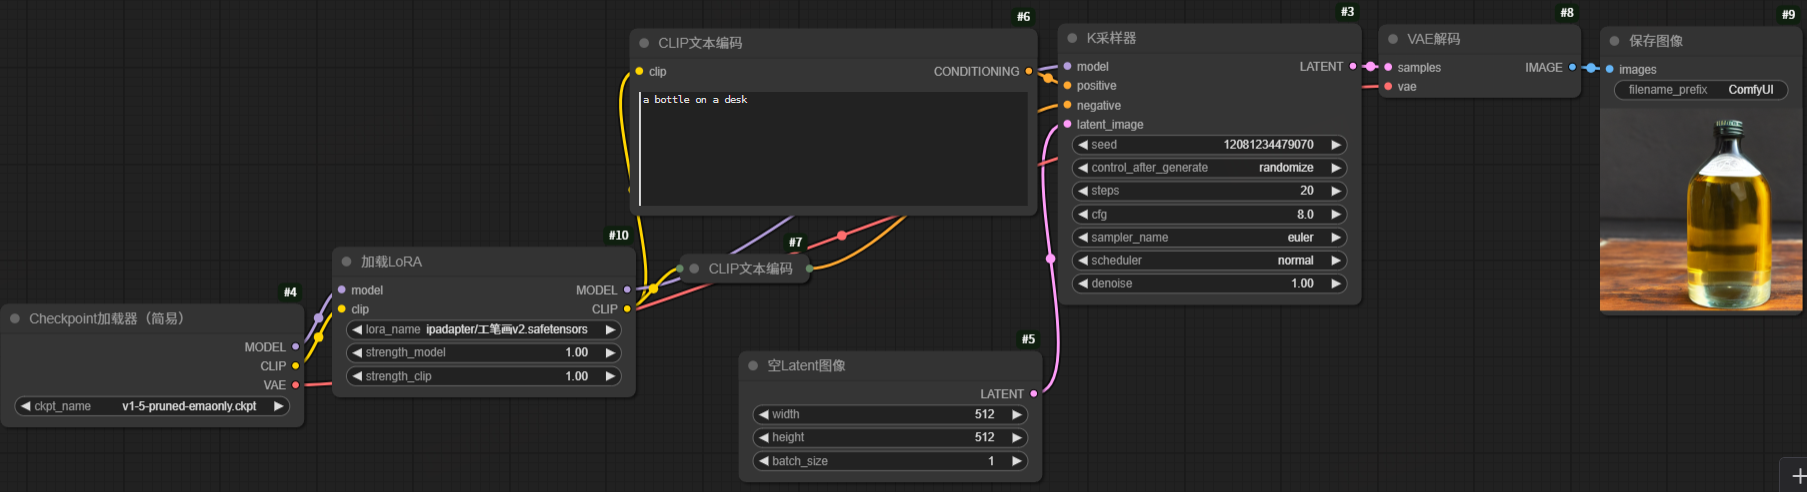 #4
Checkpoint加载器（简易）
MODEL
CLIP
VAE
ckpt_name v1-5-pruned-emaonly.ckpt
#10
加载LoRA
model MODEL
clip CLIP
lora_name ipadapter/工笔画v2.safetensors
strength_model 1.00
strength_clip 1.00
#6
CLIP文本编码
clip CONDITIONING
a bottle on a desk
#7
CLIP文本编码
#5
空Latent图像
LATENT
width 512
height 512
batch_size 1
#3
K采样器
model LATENT
positive
negative
latent_image
seed 12081234479070
control_after_generate randomize
steps 20
cfg 8.0
sampler_name euler
scheduler normal
denoise 1.00
#8
VAE解码
samples IMAGE
vae
#9
保存图像
images
filename_prefix ComfyUI